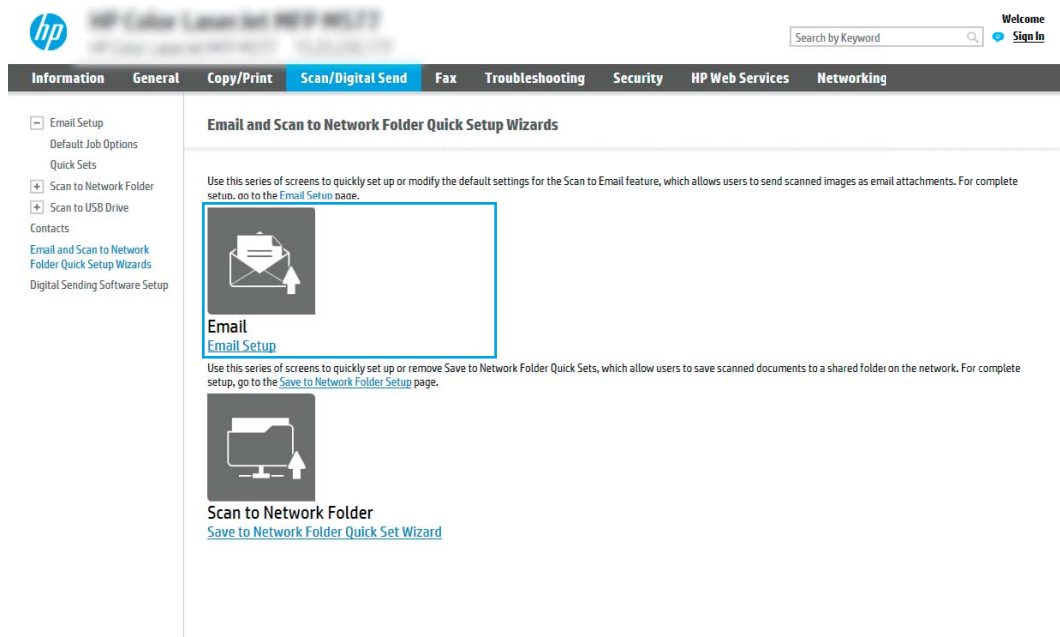 hp
Welcome
Search by Keyword
Sign In
Information General Copy/Print Scan/Digital Send Fax Troubleshooting Security HP Web Services Networking
Email Setup
Default Job Options
Quick Sets
Scan to Network Folder
Scan to USB Drive
Contacts
Email and Scan to Network
Folder Quick Setup Wizards
Digital Sending Software Setup
Email and Scan to Network Folder Quick Setup Wizards
Use this series of screens to quickly set up or modify the default settings for the Scan to Email feature, which allows users to send scanned images as email attachments. For complete
setup, go to the Email Setup page.
Email
Email Setup
Use this series of screens to quickly set up or remove Save to Network Folder Quick Sets, which allow users to save scanned documents to a shared folder on the network. For complete
setup, go to the Save to Network Folder Setup page.
Scan to Network Folder
Save to Network Folder Quick Set Wizard